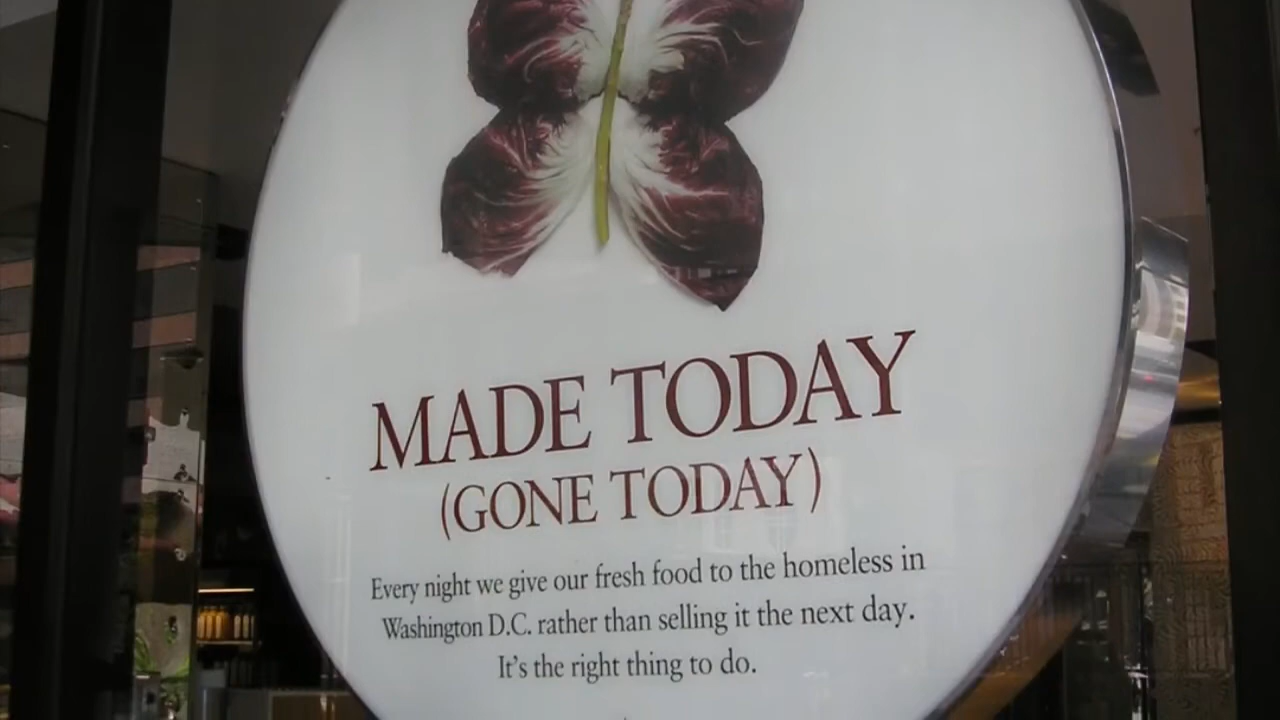 MADE TODAY
(GONE TODAY)
Every night we give our fresh food to the homeless in
Washington D.C. rather than selling it the next day.
It's the right thing to do.